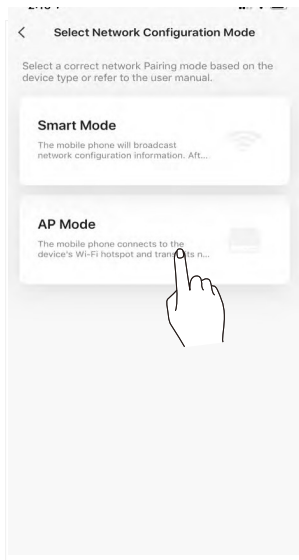 Select Network Configuration Mode
Select a correct network Pairing mode based on the
device type or refer to the user manual.
Smart Mode
The mobile phone will broadcast
network configuration information. Aft...
AP Mode
The mobile phone connects to the
device's Wi-Fi hotspot and n...